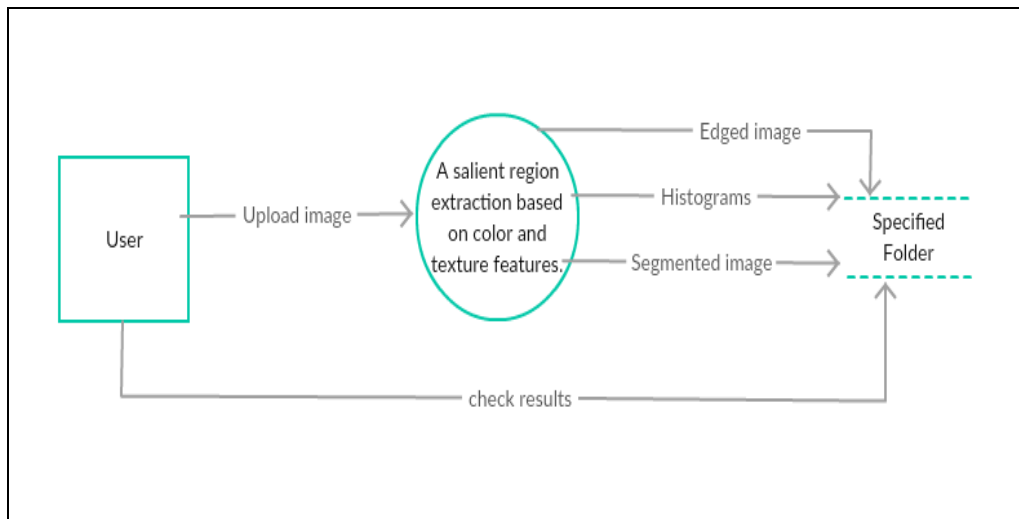 User
Upload image
A salient region
extraction based
on color and
texture features.
Edged image
Histograms
Segmented image
Specified
Folder
check results